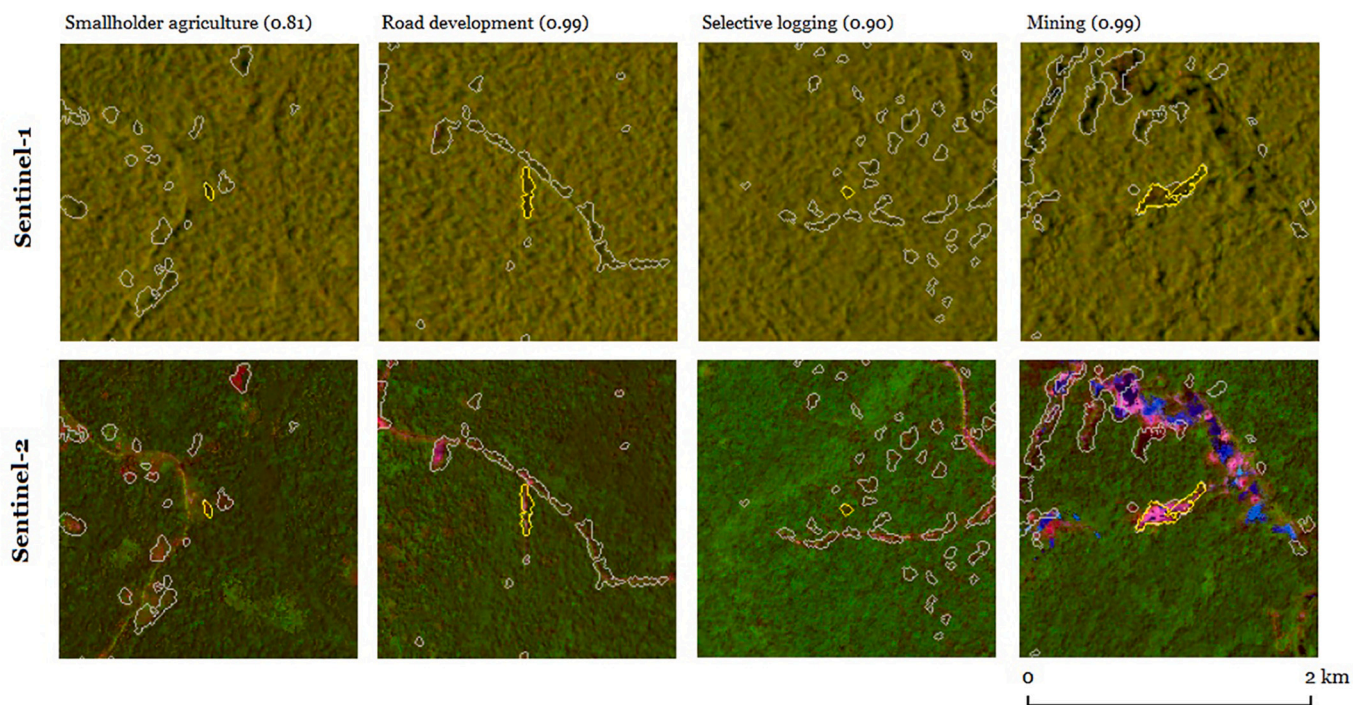 Smallholder agriculture (0.81)
Road development (0.99)
Selective logging (0.90)
Mining (0.99)
Sentinel-1
Sentinel-2
0
2 km